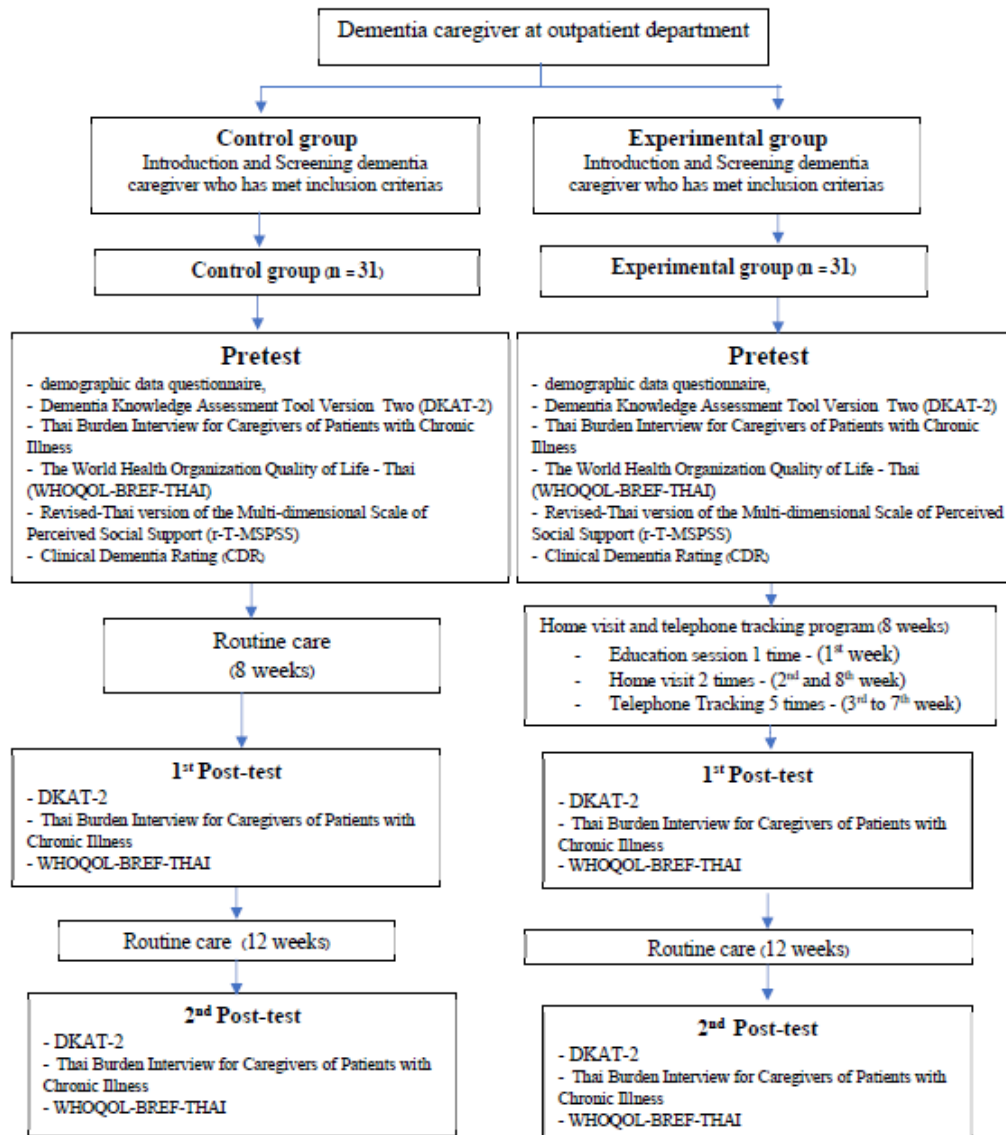 Dementia caregiver at outpatient department
Control group
Introduction and Screening dementia
caregiver who has met inclusion criterias
Experimental group
Introduction and Screening dementia
caregiver who has met inclusion criterias
Control group (n = 31)
Experimental group (n = 31)
Pretest
- demographic data questionnaire,
- Dementia Knowledge Assessment Tool Version Two (DKAT-2)
- Thai Burden Interview for Caregivers of Patients with Chronic
Illness
- The World Health Organization Quality of Life - Thai
(WHOQOL-BREF-THAI)
- Revised-Thai version of the Multi-dimensional Scale of
Perceived Social Support (r-T-MSPSS)
- Clinical Dementia Rating (CDR)
Pretest
- demographic data questionnaire,
- Dementia Knowledge Assessment Tool Version Two (DKAT-2)
- Thai Burden Interview for Caregivers of Patients with Chronic
Illness
- The World Health Organization Quality of Life - Thai
(WHOQOL-BREF-THAI)
- Revised-Thai version of the Multi-dimensional Scale of Perceived
Social Support (r-T-MSPSS)
- Clinical Dementia Rating (CDR)
Routine care
(8 weeks)
Home visit and telephone tracking program (8 weeks)
- Education session 1 time - (1st week)
- Home visit 2 times - (2nd and 8th week)
- Telephone Tracking 5 times - (3rd to 7th week)
1st Post-test
- DKAT-2
- Thai Burden Interview for Caregivers of Patients with
Chronic Illness
- WHOQOL-BREF-THAI
1st Post-test
- DKAT-2
- Thai Burden Interview for Caregivers of Patients with
Chronic Illness
- WHOQOL-BREF-THAI
Routine care (12 weeks)
Routine care (12 weeks)
2nd Post-test
- DKAT-2
- Thai Burden Interview for Caregivers of Patients with
Chronic Illness
- WHOQOL-BREF-THAI
2nd Post-test
- DKAT-2
- Thai Burden Interview for Caregivers of Patients with
Chronic Illness
- WHOQOL-BREF-THAI